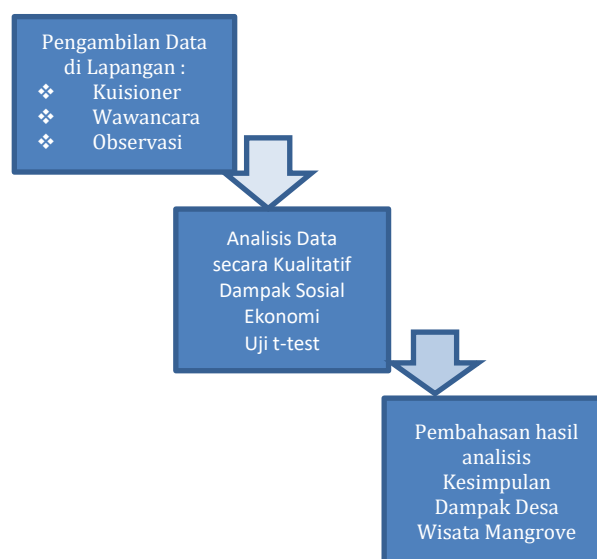 Pengambilan Data
di Lapangan :
❖ Kuisioner
❖ Wawancara
❖ Observasi
Analisis Data
secara Kualitatif
Dampak Sosial
Ekonomi
Uji t-test
Pembahasan hasil
analisis
Kesimpulan
Dampak Desa
Wisata Mangrove